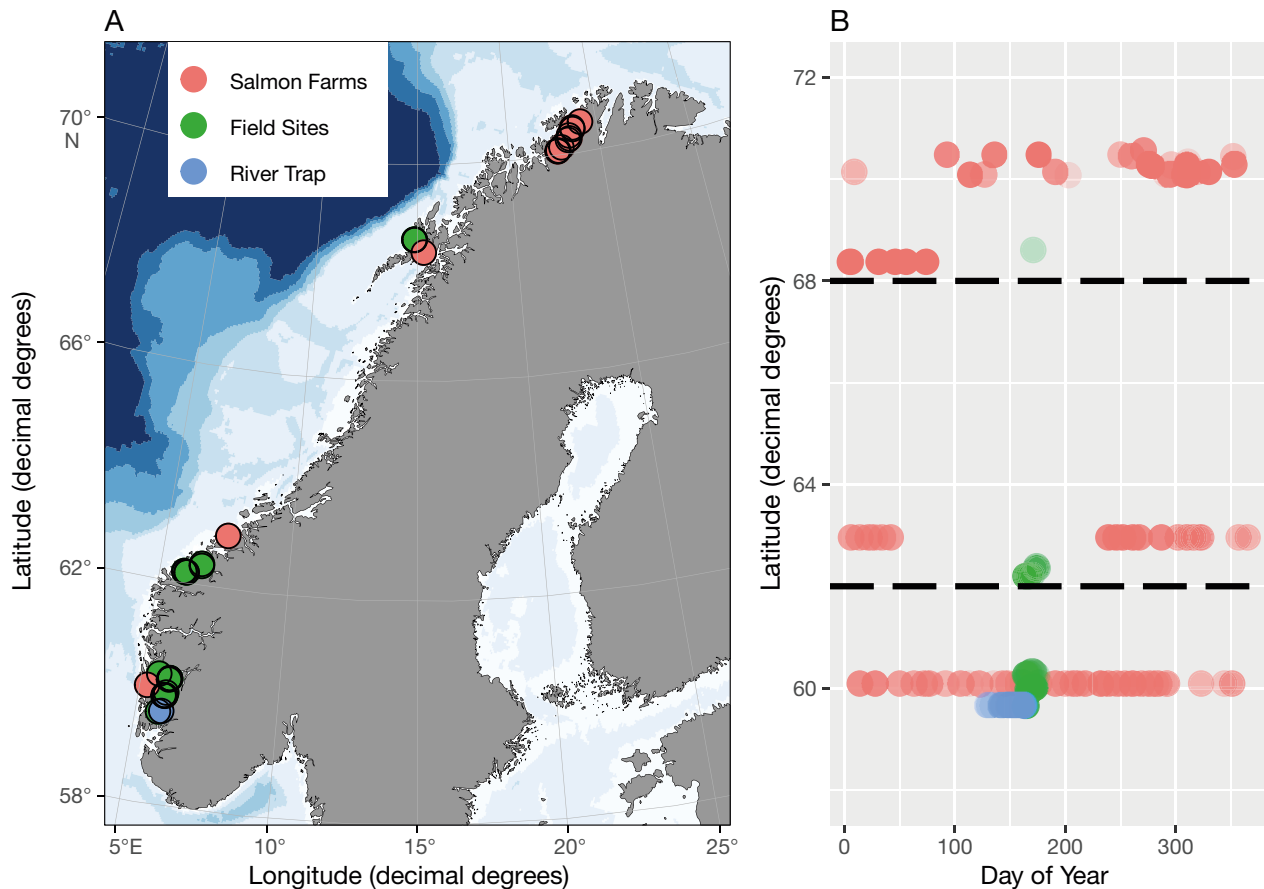 A
Salmon Farms
Field Sites
River Trap
70°
N
66°
62°
58°
5°E
10°
15°
20°
25°
Longitude (decimal degrees)
Latitude (decimal degrees)
B
72
68
64
60
0
100
200
300
Day of Year
Latitude (decimal degrees)